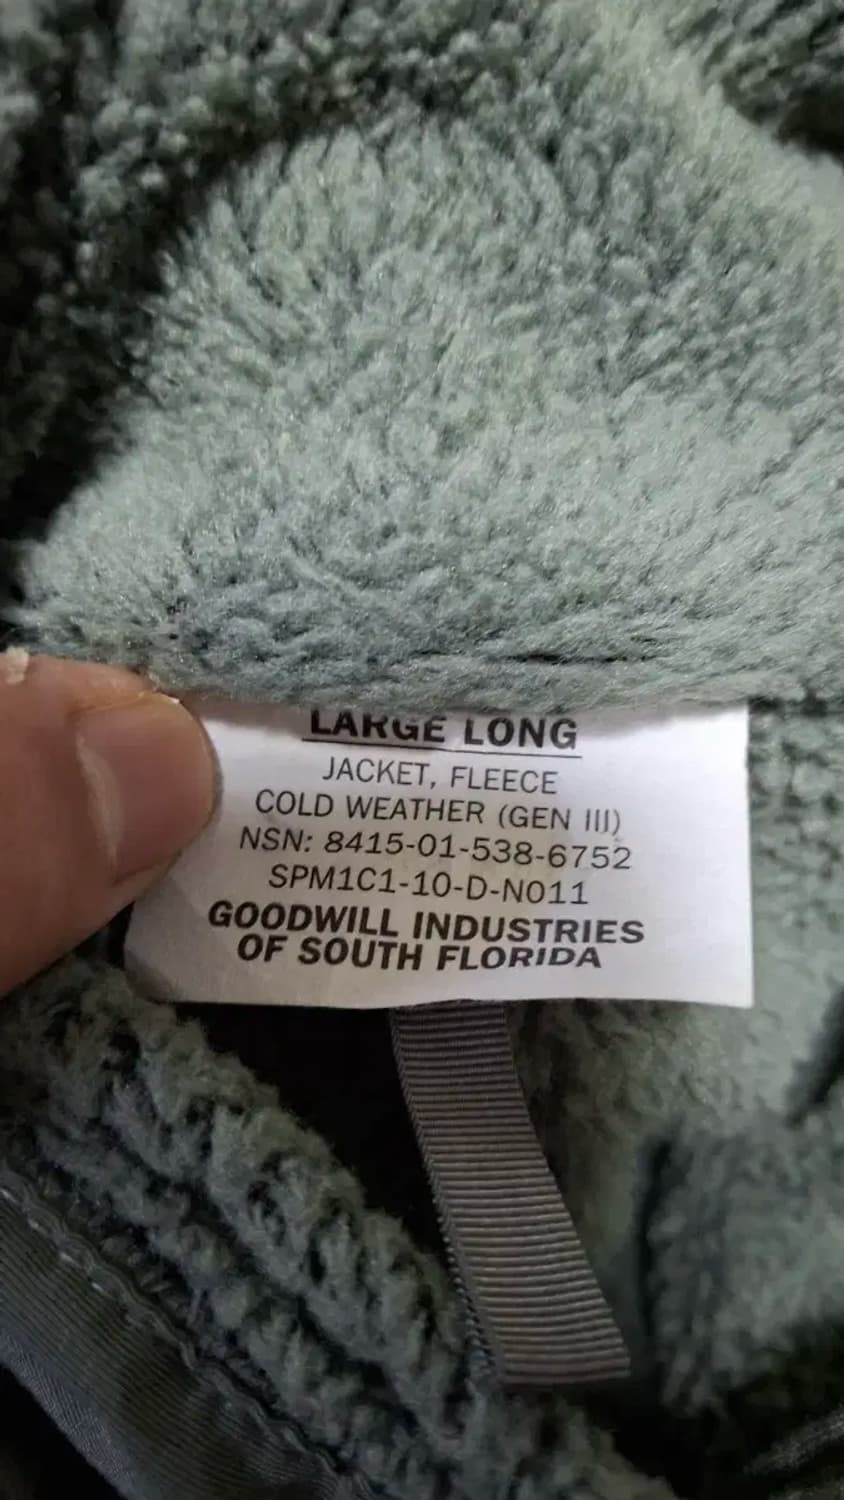 LARGE LONG
JACKET, FLEECE
COLD WEATHER (GEN III)
NSN: 8415-01-538-6752
SPM1C1-10-D-N011
GOODWILL INDUSTRIES
OF SOUTH FLORIDA